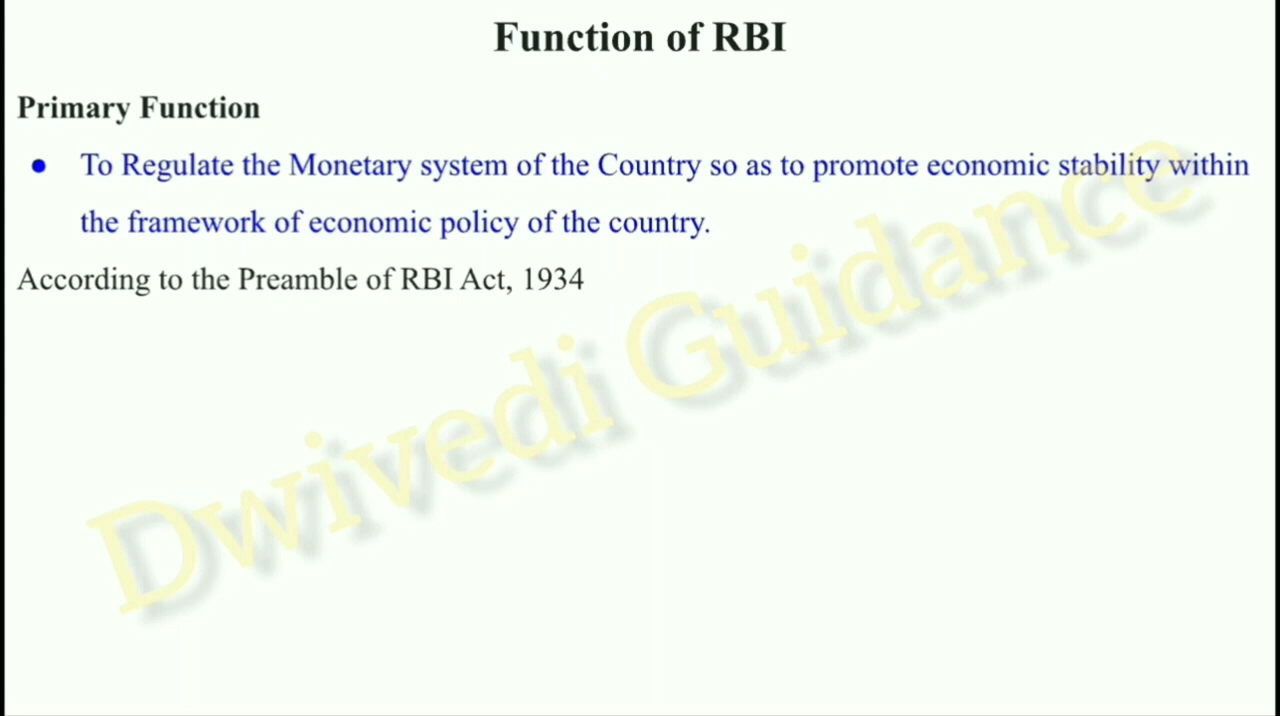 Function of RBI
Primary Function
● To Regulate the Monetary system of the Country so as to promote economic stability within
the framework of economic policy of the country.
According to the Preamble of RBI Act, 1934
Dwivedi Guidance